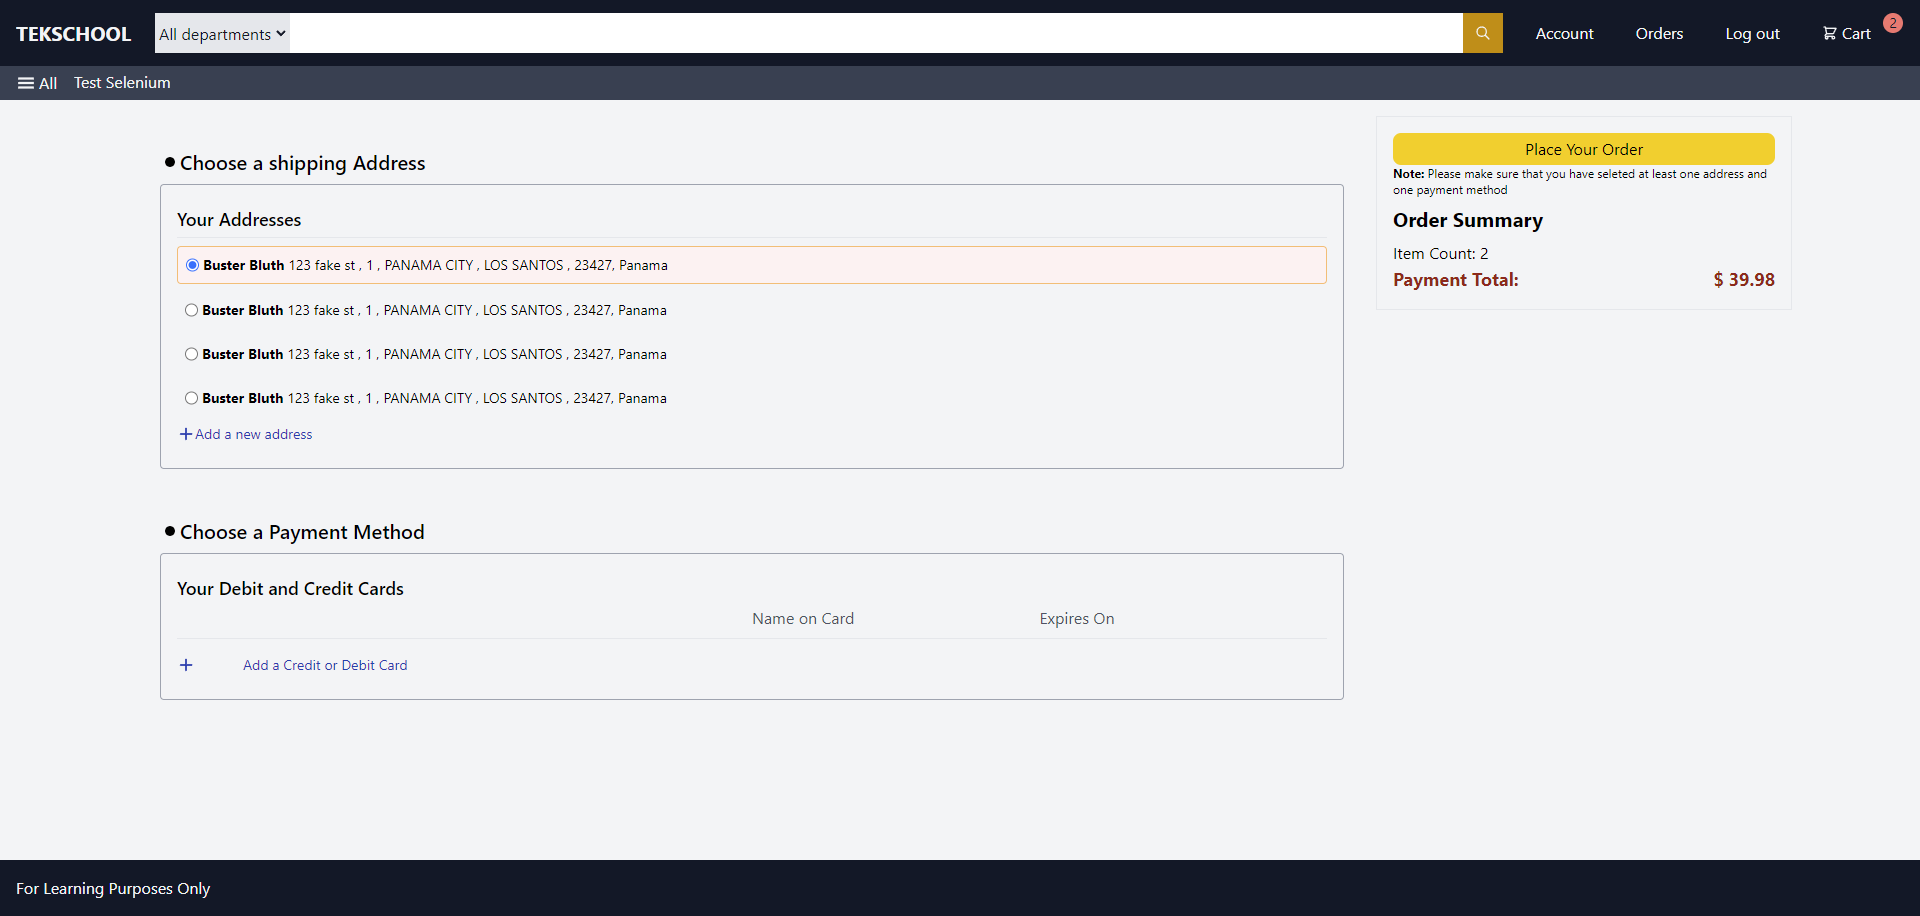 TEKSCHOOL
All departments
Account
Orders
Log out
Cart
2
All
Test Selenium
Choose a shipping Address
Your Addresses
Buster Bluth 123 fake st , 1 , PANAMA CITY , LOS SANTOS , 23427, Panama
Buster Bluth 123 fake st , 1 , PANAMA CITY , LOS SANTOS , 23427, Panama
Buster Bluth 123 fake st , 1 , PANAMA CITY , LOS SANTOS , 23427, Panama
Buster Bluth 123 fake st , 1 , PANAMA CITY , LOS SANTOS , 23427, Panama
Add a new address
Choose a Payment Method
Your Debit and Credit Cards
Name on Card
Expires On
Add a Credit or Debit Card
Place Your Order
Note: Please make sure that you have seleted at least one address and
one payment method
Order Summary
Item Count: 2
Payment Total: $ 39.98
For Learning Purposes Only